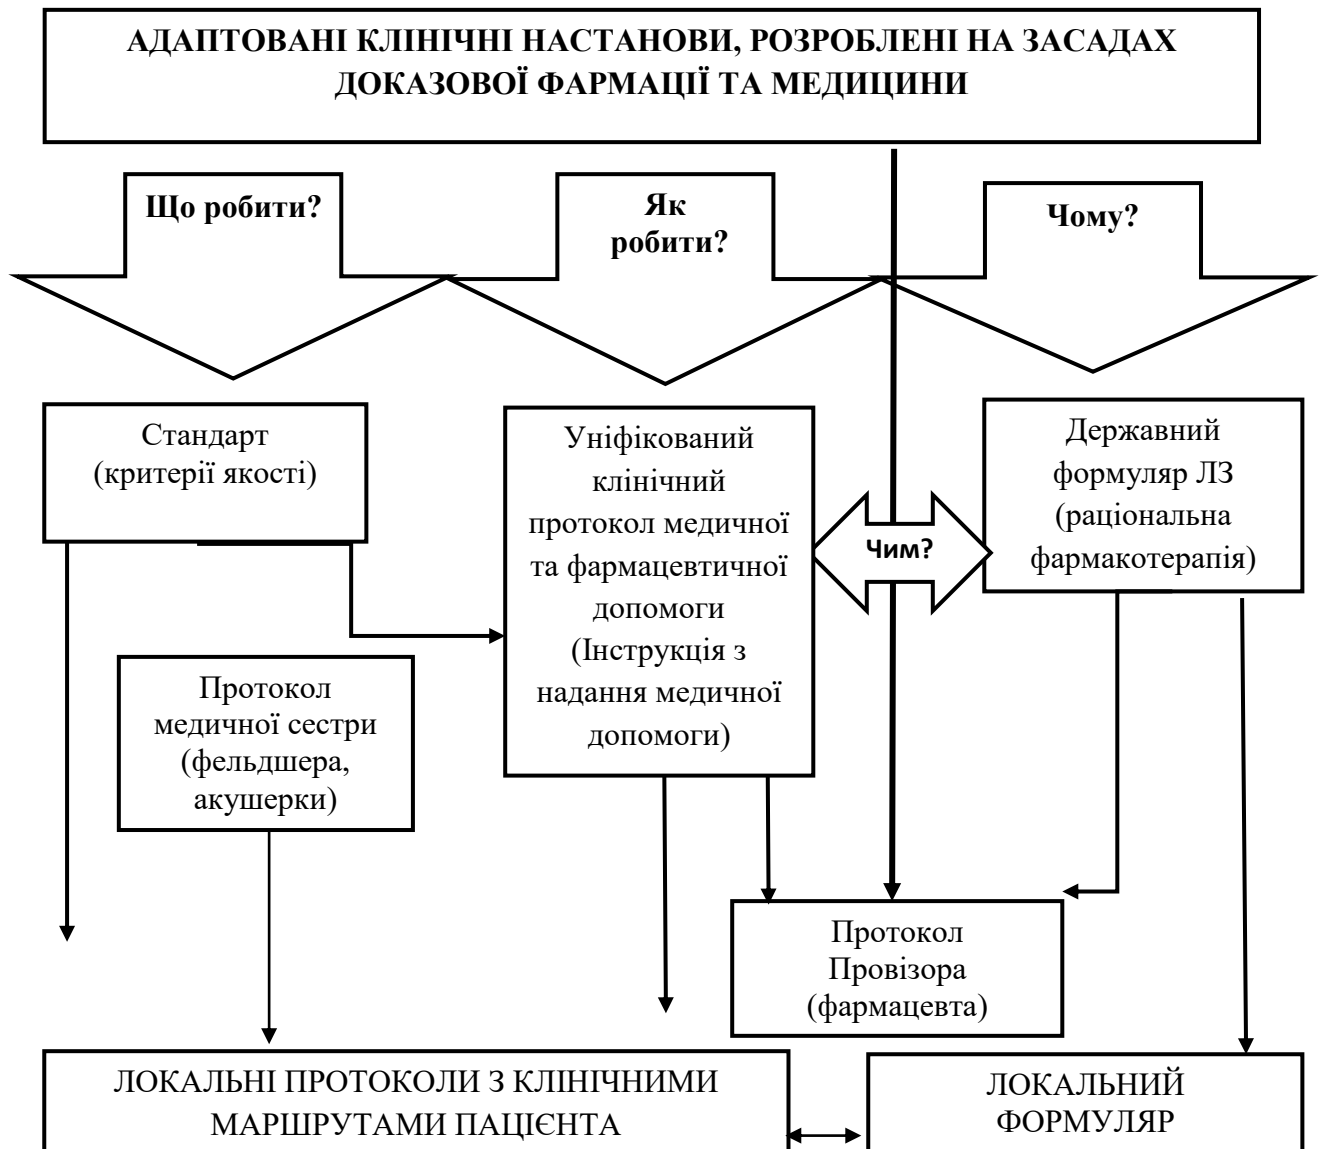 АДАПТОВАНІ КЛІНІЧНІ НАСТАНОВИ, РОЗРОБЛЕНІ НА ЗАСАДАХ
ДОКАЗОВОЇ ФАРМАЦІЇ ТА МЕДИЦИНИ
Що робити?
Як
робити?
Чому?
Стандарт
(критерії якості)
Уніфікований
клінічний
протокол медичної
та фармацевтичної
допомоги
(Інструкція з
надання медичної
допомоги)
Чим?
Державний
формуляр ЛЗ
(раціональна
фармакотерапія)
Протокол
медичної сестри
(фельдшера,
акушерки)
Протокол
Провізора
(фармацевта)
ЛОКАЛЬНІ ПРОТОКОЛИ З КЛІНІЧНИМИ
МАРШРУТАМИ ПАЦІЄНТА
ЛОКАЛЬНИЙ
ФОРМУЛЯР